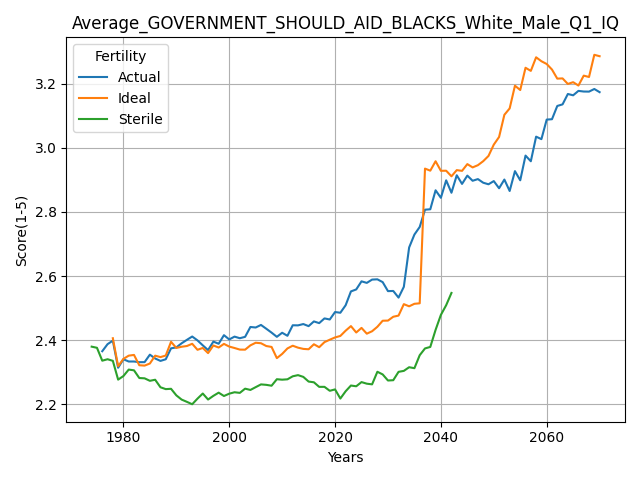 Average_GOVERNMENT_SHOULD_AID_BLACKS_White_Male_Q1_IQ
Fertility
Actual
Ideal
Sterile
Score(1-5)
3.2
3.0
2.8
2.6
2.4
2.2
1980
2000
2020
2040
2060
Years